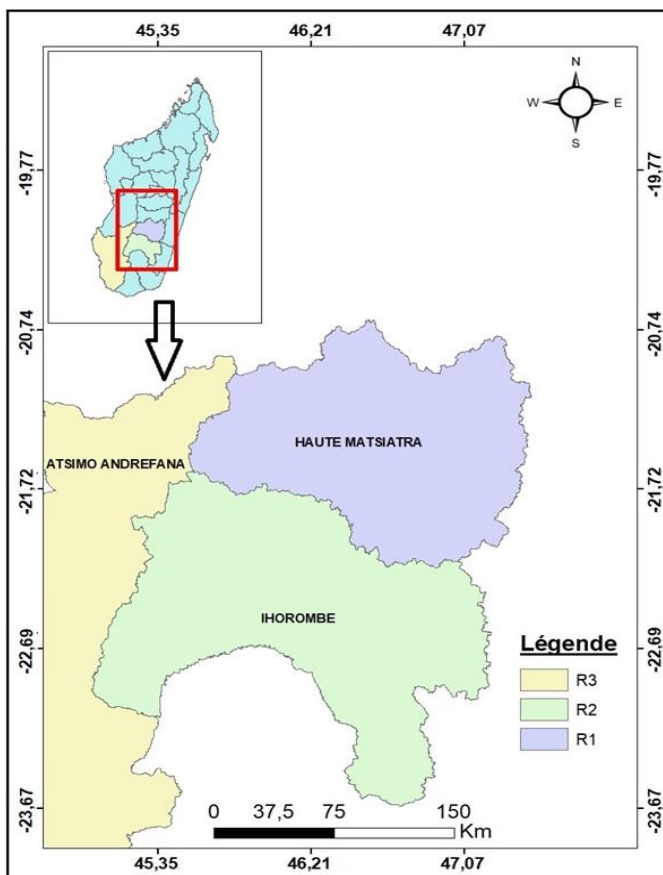 45,35 46,21 47,07
N
W E
S
-19,77 -19,77
-20,74 -20,74
HAUTE MATSIATRA
ATSIMO ANDREFANA
-21,72 -21,72
IHOROMBE
-22,69 -22,69
Légende
R3
R2
R1
0 37,5 75 150
Km
-23,67 -23,67
45,35 46,21 47,07